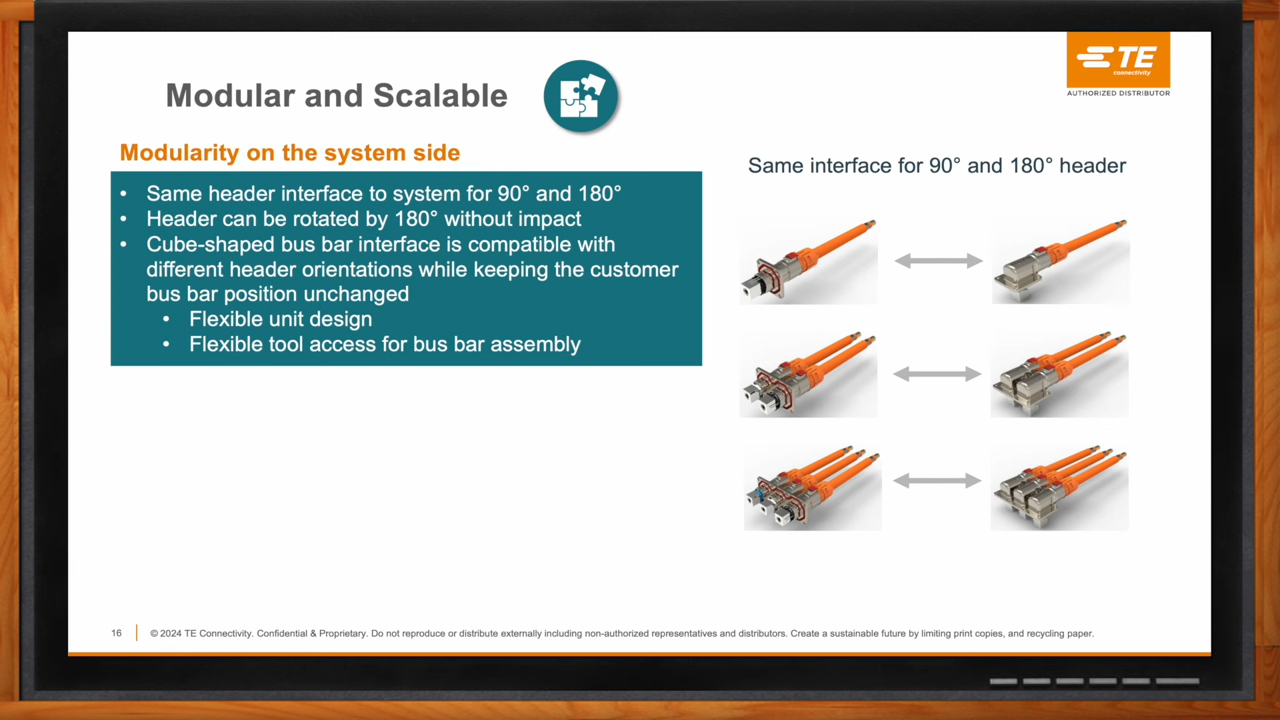 Modular and Scalable
TE
connectivity
AUTHORIZED DISTRIBUTOR
Modularity on the system side
• Same header interface to system for 90° and 180°
• Header can be rotated by 180° without impact
• Cube-shaped bus bar interface is compatible with
different header orientations while keeping the customer
bus bar position unchanged
• Flexible unit design
• Flexible tool access for bus bar assembly
Same interface for 90° and 180° header
16
© 2024 TE Connectivity. Confidential & Proprietary. Do not reproduce or distribute externally including non-authorized representatives and distributors. Create a sustainable future by limiting print copies, and recycling paper.